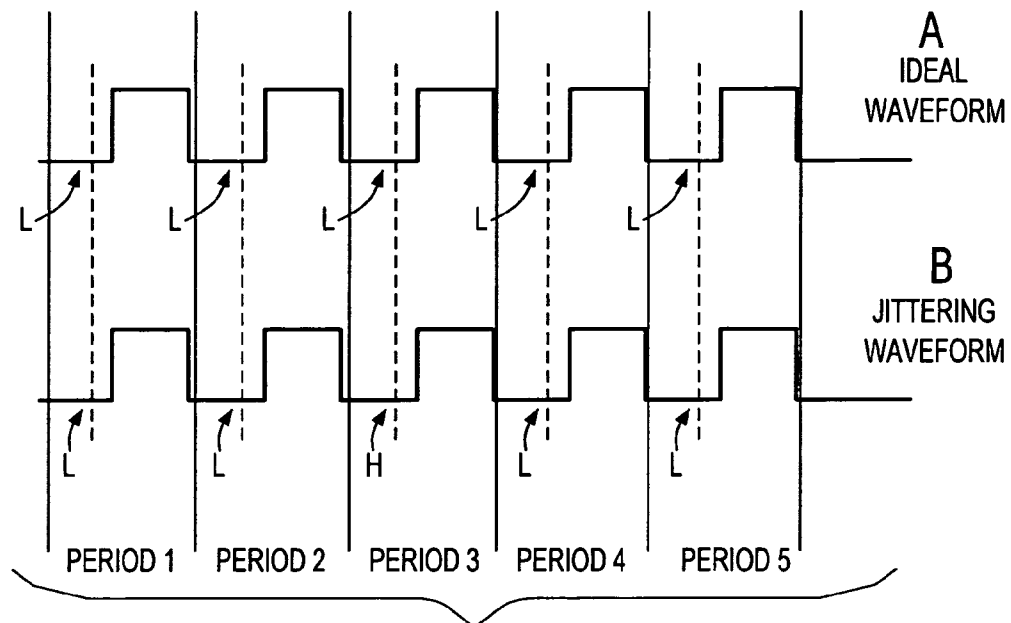 A
IDEAL
WAVEFORM
L L L L L
B
JITTERING
WAVEFORM
L L H L L
PERIOD 1 PERIOD 2 PERIOD 3 PERIOD 4 PERIOD 5